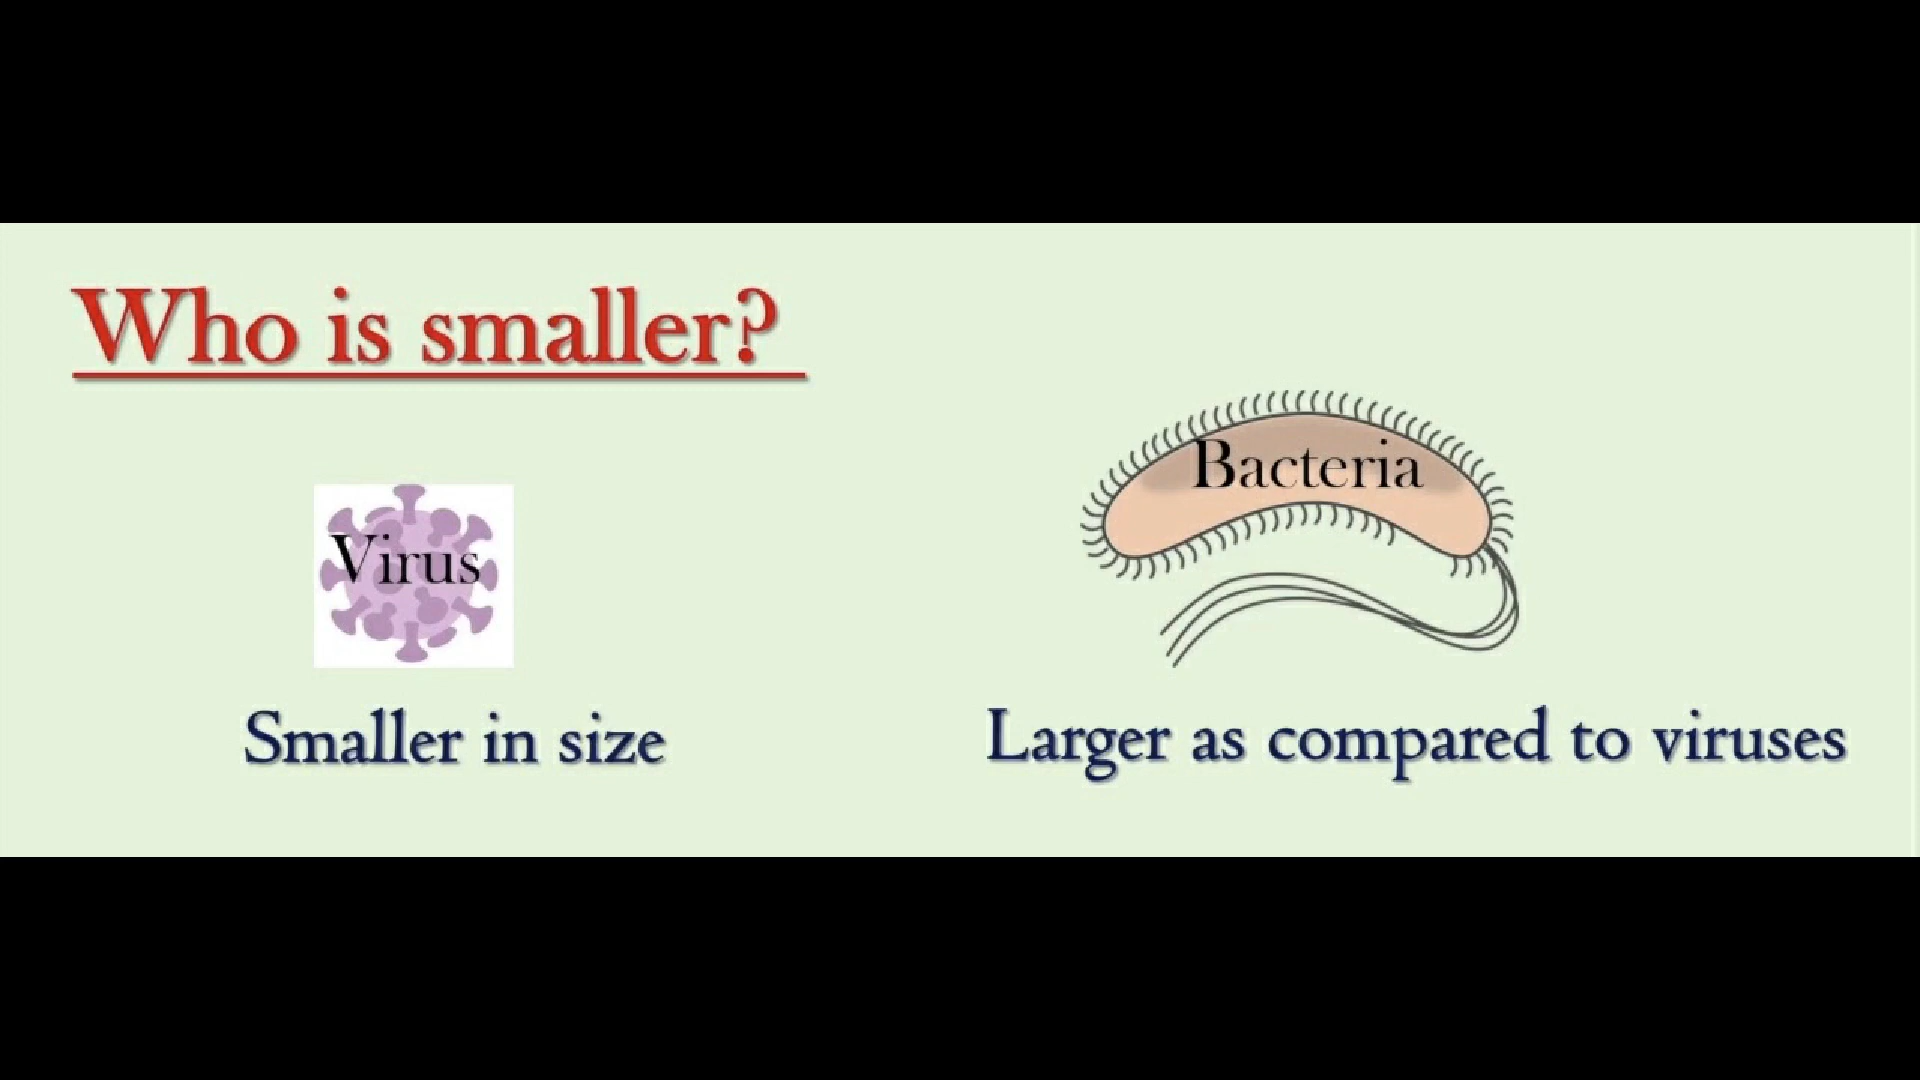 Who is smaller?
Virus
Bacteria
Smaller in size
Larger as compared to viruses